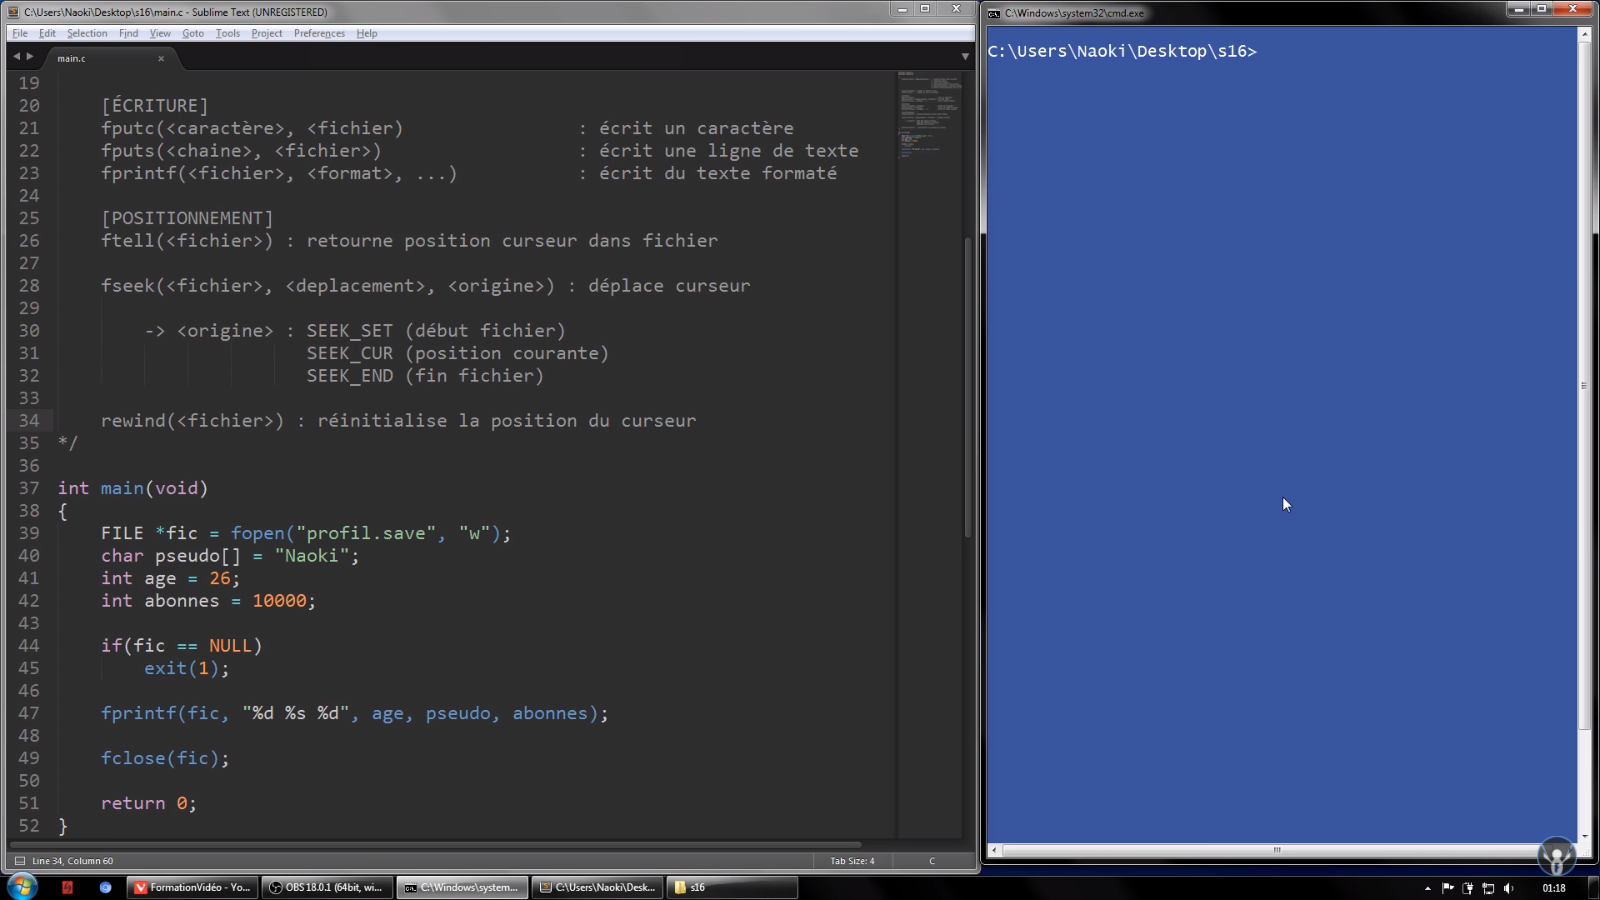 C:\Users\Naoki\Desktop\s16\main.c - Sublime Text (UNREGISTERED)
File Edit Selection Find View Goto Tools Project Preferences Help
main.c
19
20 [ÉCRITURE]
21 fputc(<caractère>, <fichier) : écrit un caractère
22 fputs(<chaine>, <fichier>) : écrit une ligne de texte
23 fprintf(<fichier>, <format>, ...) : écrit du texte formaté
24
25 [POSITIONNEMENT]
26 ftell(<fichier>) : retourne position curseur dans fichier
27
28 fseek(<fichier>, <deplacement>, <origine>) : déplace curseur
29
30 -> <origine> : SEEK_SET (début fichier)
31 SEEK_CUR (position courante)
32 SEEK_END (fin fichier)
33
34 rewind(<fichier>) : réinitialise la position du curseur
35 */
36
37 int main(void)
38 {
39 FILE *fic = fopen("profil.save", "w");
40 char pseudo[] = "Naoki";
41 int age = 26;
42 int abonnes = 10000;
43
44 if(fic == NULL)
45 exit(1);
46
47 fprintf(fic, "%d %s %d", age, pseudo, abonnes);
48
49 fclose(fic);
50
51 return 0;
52 }
Line 34, Column 60
Tab Size: 4
C
C:\Windows\system32\cmd.exe
C:\Users\Naoki\Desktop\s16>
FormationVidéo - Yo...
OBS 18.0.1 (64bit, wi...
C:\Windows\system...
C:\Users\Naoki\Desk...
s16
01:18